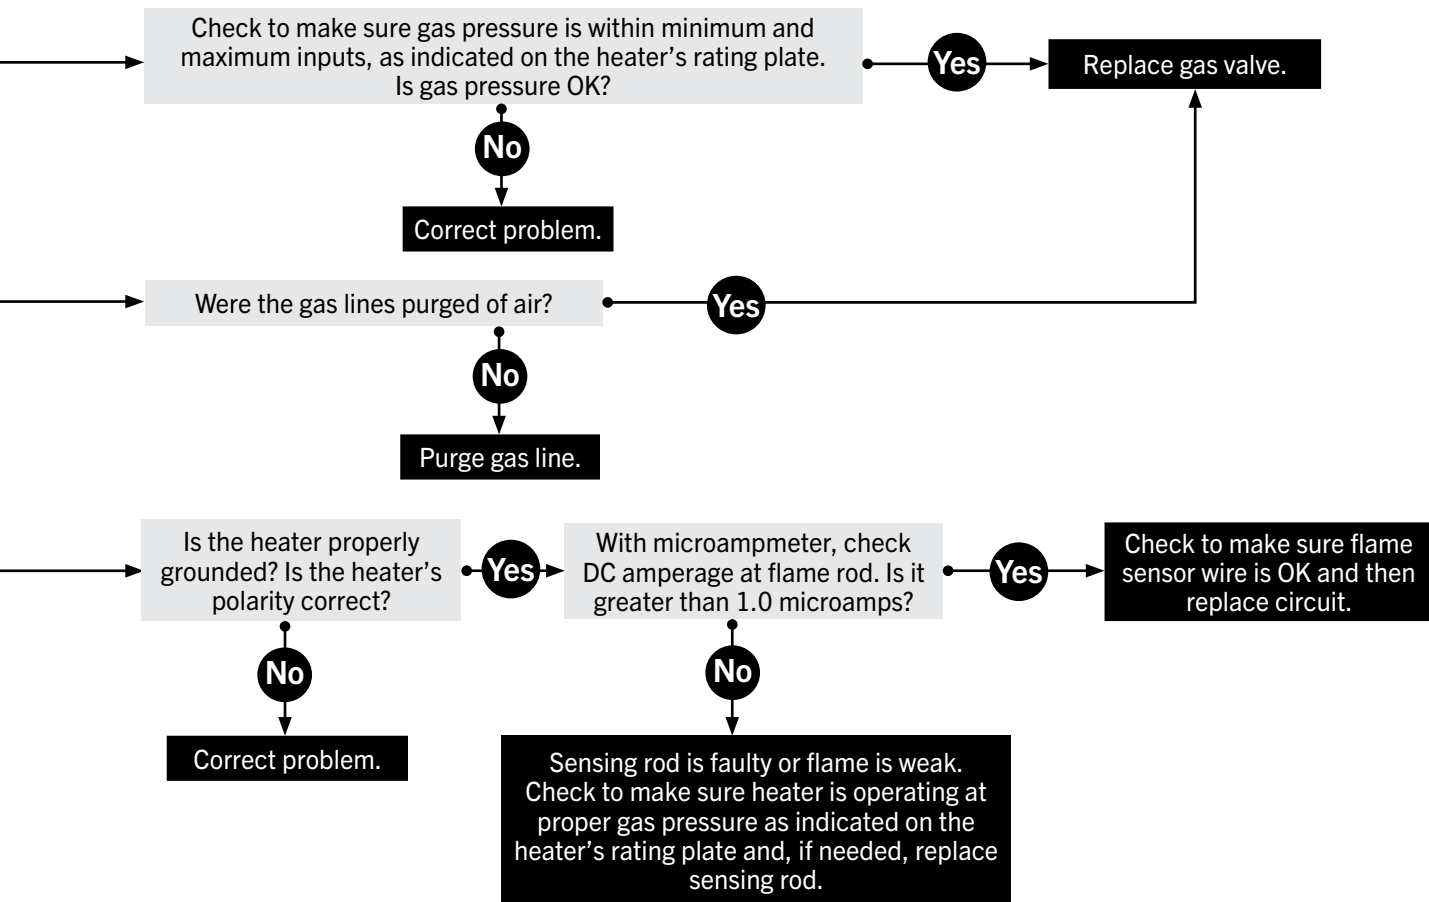 Check to make sure gas pressure is within minimum and
maximum inputs, as indicated on the heater’s rating plate.
Is gas pressure OK?
Yes
Replace gas valve.
No
Correct problem.
Were the gas lines purged of air?
Yes
No
Purge gas line.
Is the heater properly
grounded? Is the heater’s
polarity correct?
Yes
With microampmeter, check
DC amperage at flame rod. Is it
greater than 1.0 microamps?
Yes
Check to make sure flame
sensor wire is OK and then
replace circuit.
No
Correct problem.
No
Sensing rod is faulty or flame is weak.
Check to make sure heater is operating at
proper gas pressure as indicated on the
heater’s rating plate and, if needed, replace
sensing rod.